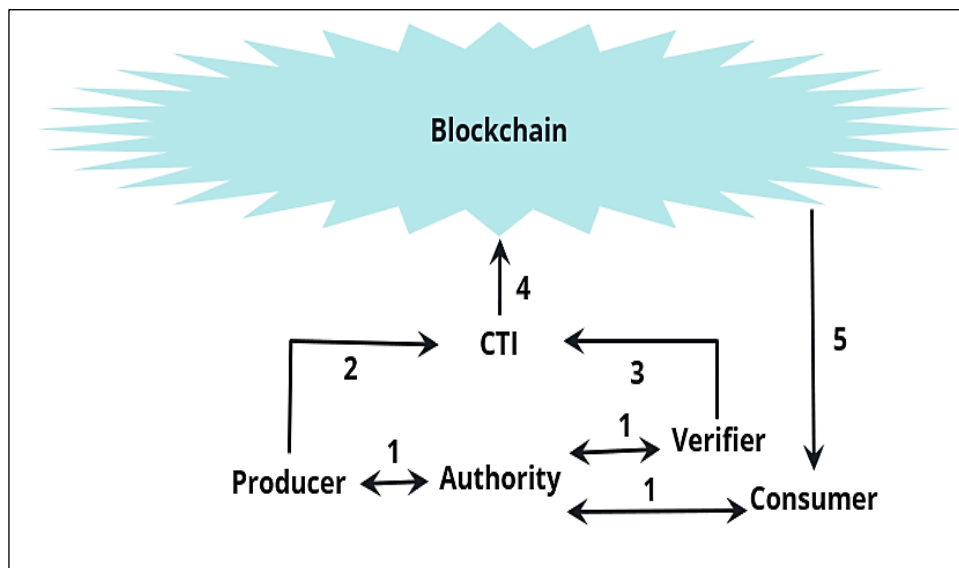 Blockchain
4
CTI
5
2
3
1
1
Verifier
Producer
Authority
1
Consumer